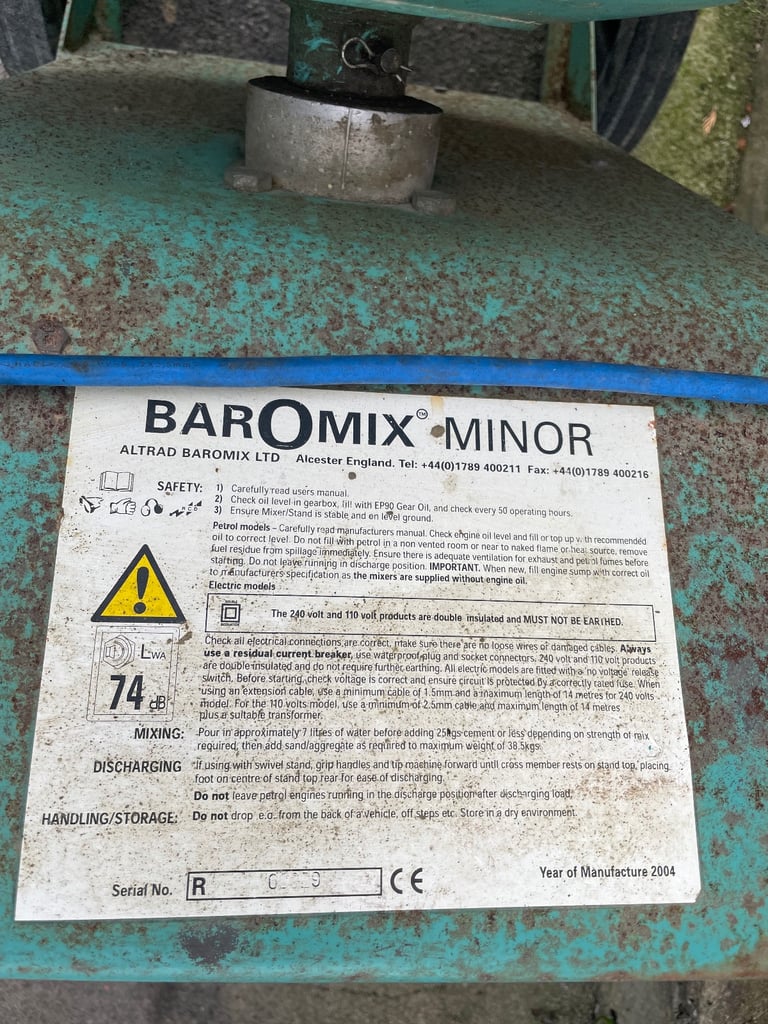 BAROMIX™ MINOR
ALTRAD BAROMIX LTD Alcester England. Tel: +44(0)1789 400211 Fax: +44(0)1789 400216
SAFETY: 1) Carefully read users manual.
2) Check oil level in gearbox, fill with EP90 Gear Oil, and check every 50 operating hours.
3) Ensure Mixer/Stand is stable and on level ground.
Petrol models – Carefully read manufacturers manual. Check engine oil level and fill or top up with recommended
oil to correct level. Do not fill with petrol in a non vented room or near to naked flame or heat source, remove
fuel residue from spillage immediately. Ensure there is adequate ventilation for exhaust and petrol fumes before
starting. Do not leave running in discharge position. IMPORTANT. When new, fill engine sump with correct oil
to manufacturers specification as the mixers are supplied without engine oil.
Electric models
The 240 volt and 110 volt products are double insulated and MUST NOT BE EARTHED.
LWA
74 dB
Check all electrical connections are correct, make sure there are no loose wires or damaged cables. Always
use a residual current breaker, use waterproof plug and socket connectors. 240 volt and 110 volt products
are double insulated and do not require further earthing. All electric models are fitted with a no voltage release
switch. Before starting, check voltage is correct and ensure circuit is protected by a correctly rated fuse. When
using an extension cable, use a minimum cable of 1.5mm and a maximum length of 14 metres for 240 volts
model. For the 110 volts model, use a minimum of 2.5mm cable and maximum length of 14 metres
plus a suitable transformer.
MIXING: Pour in approximately 7 litres of water before adding 25kgs cement or less depending on strength of mix
required, then add sand/aggregate as required to maximum weight of 38.5kgs.
DISCHARGING If using with swivel stand, grip handles and tip machine forward until cross member rests on stand top, placing
foot on centre of stand top rear for ease of discharging.
Do not leave petrol engines running in the discharge position after discharging load.
HANDLING/STORAGE: Do not drop e.g. from the back of a vehicle, off steps etc. Store in a dry environment.
Year of Manufacture 2004
Serial No. R CE